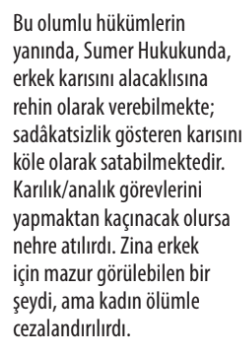 Bu olumlu hükümlerin
yanında, Sumer Hukukunda,
erkek karısını alacaklısına
rehin olarak verebilmekte;
sadâkatsizlik gösteren karısını
köle olarak satabilmektedir.
Karılık/analık görevlerini
yapmaktan kaçınacak olursa
nehre atılırdı. Zina erkek
için mazur görülebilen bir
şeydi, ama kadın ölümle
cezalandırılırdı.